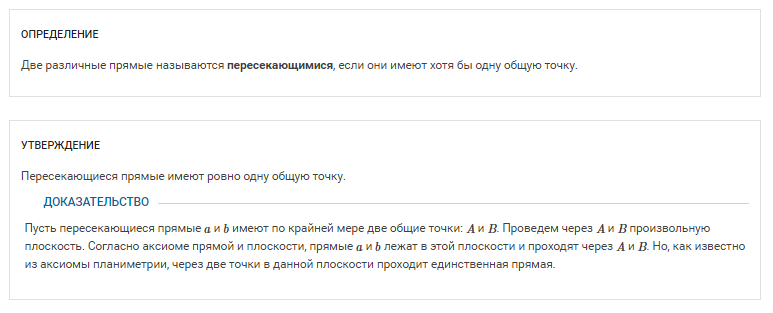 ОПРЕДЕЛЕНИЕ
Две различные прямые называются пересекающимися, если они имеют хотя бы одну общую точку.
УТВЕРЖДЕНИЕ
Пересекающиеся прямые имеют ровно одну общую точку.
ДОКАЗАТЕЛЬСТВО
Пусть пересекающиеся прямые a и b имеют по крайней мере две общие точки: A и B. Проведем через A и B произвольную
плоскость. Согласно аксиоме прямой и плоскости, прямые a и b лежат в этой плоскости и проходят через A и B. Но, как известно
из аксиомы планиметрии, через две точки в данной плоскости проходит единственная прямая.